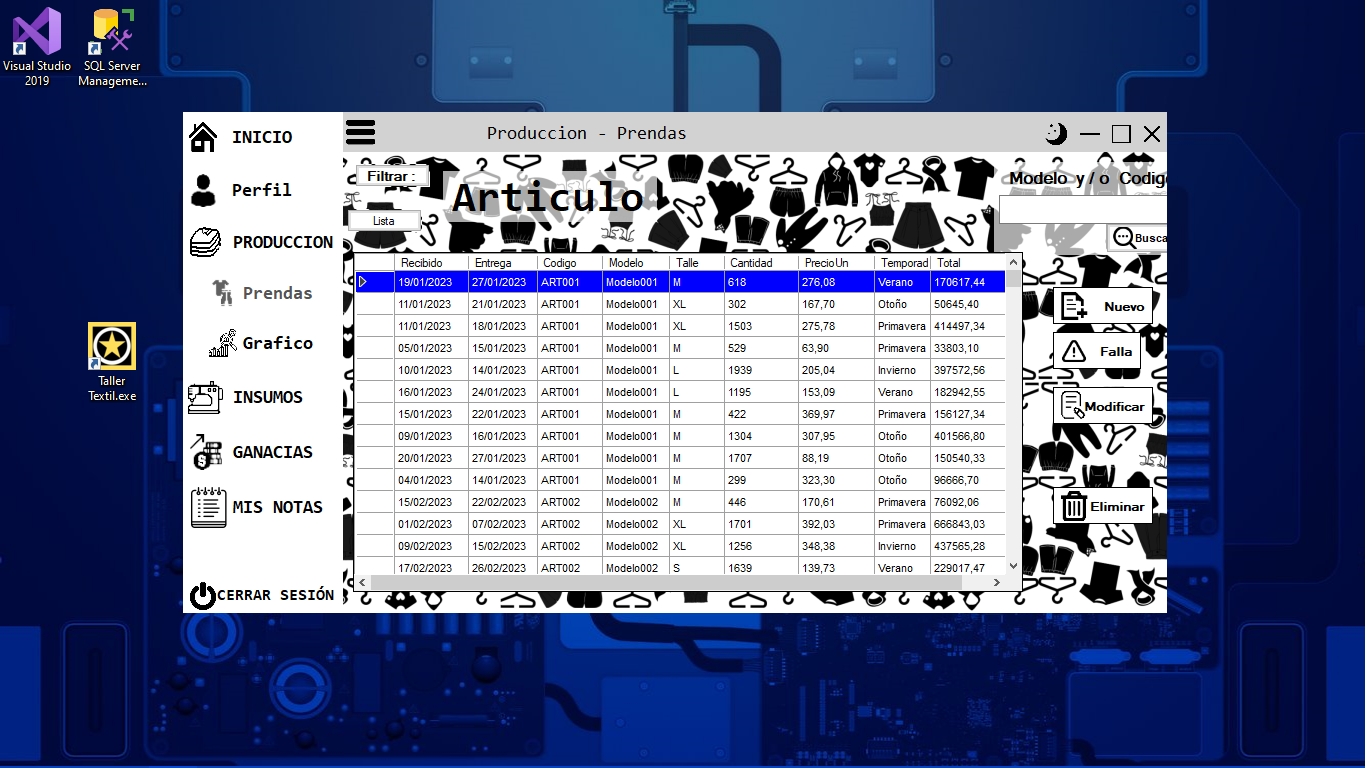 Visual Studio
2019
SQL Server
Manageme...
Taller
Textil.exe
INICIO
Perfil
PRODUCCION
Prendas
Grafico
INSUMOS
GANACIAS
MIS NOTAS
CERRAR SESIÓN
Produccion - Prendas
Filtrar :
Lista
Articulo
Modelo y / o Codigo
Busca
Recibido Entrega Codigo Modelo Talle Cantidad PrecioUn Temporad Total
19/01/2023 27/01/2023 ART001 Modelo001 M 618 276,08 Verano 170617,44
11/01/2023 21/01/2023 ART001 Modelo001 XL 302 167,70 Otoño 50645,40
11/01/2023 18/01/2023 ART001 Modelo001 XL 1503 275,78 Primavera 414497,34
05/01/2023 15/01/2023 ART001 Modelo001 M 529 63,90 Primavera 33803,10
10/01/2023 14/01/2023 ART001 Modelo001 L 1939 205,04 Invierno 397572,56
16/01/2023 24/01/2023 ART001 Modelo001 L 1195 153,09 Verano 182942,55
15/01/2023 22/01/2023 ART001 Modelo001 M 422 369,97 Primavera 156127,34
09/01/2023 16/01/2023 ART001 Modelo001 M 1304 307,95 Otoño 401566,80
20/01/2023 27/01/2023 ART001 Modelo001 M 1707 88,19 Otoño 150540,33
04/01/2023 14/01/2023 ART001 Modelo001 L 299 323,30 Otoño 96666,70
15/02/2023 22/02/2023 ART002 Modelo002 M 446 170,61 Primavera 76092,06
01/02/2023 07/02/2023 ART002 Modelo002 XL 1701 392,03 Primavera 666843,03
09/02/2023 15/02/2023 ART002 Modelo002 XL 1256 348,38 Invierno 437565,28
17/02/2023 26/02/2023 ART002 Modelo002 S 1639 139,73 Verano 229017,47
Nuevo
Falla
Modificar
Eliminar